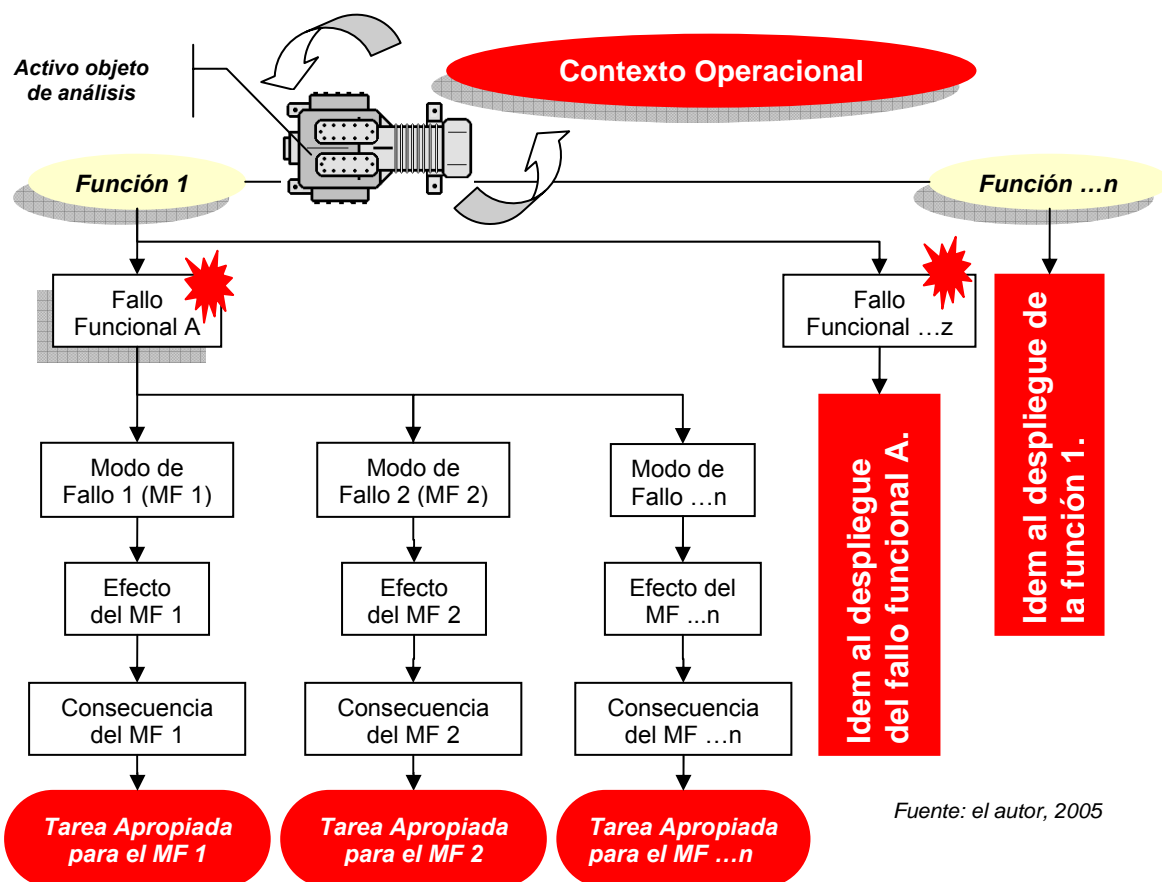 Activo objeto
de análisis
Contexto Operacional
Función 1
Función …n
Fallo
Funcional A
Fallo
Funcional …z
Modo de
Fallo 1 (MF 1)
Modo de
Fallo 2 (MF 2)
Modo de
Fallo …n
Efecto
del MF 1
Efecto
del MF 2
Efecto del
MF ...n
Consecuencia
del MF 1
Consecuencia
del MF 2
Consecuencia
del MF …n
Tarea Apropiada
para el MF 1
Tarea Apropiada
para el MF 2
Tarea Apropiada
para el MF …n
Idem al despliegue
del fallo funcional A.
Idem al despliegue de
la función 1.
Fuente: el autor, 2005